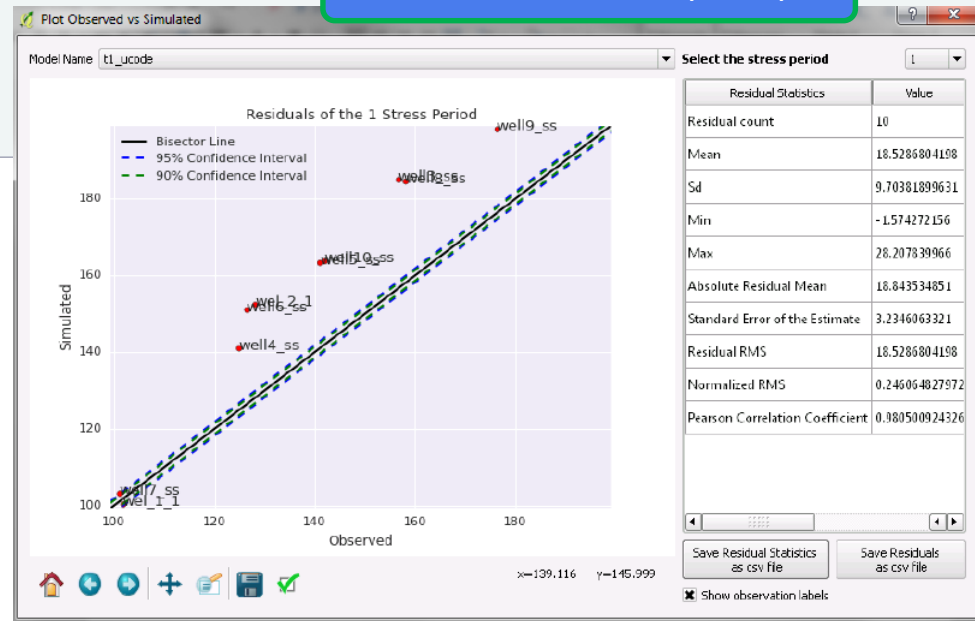 Plot Observed vs Simulated
Model Name t1_ucode
Select the stress period 1
Residuals of the 1 Stress Period
Bisector Line
95% Confidence Interval
90% Confidence Interval
well9_ss
well10_ss
wel_2_1
well6_ss
well4_ss
well7_ss
wel_1_1
180
160
140
120
100
Simulated
100 120 140 160 180
Observed
x=139.116 y=145.999
Residual Statistics Value
Residual count 10
Mean 18.5286804198
Sd 9.70381899631
Min -1.574272156
Max 28.207839966
Absolute Residual Mean 18.843534851
Standard Error of the Estimate 3.2346063321
Residual RMS 18.5286804198
Normalized RMS 0.246064827972
Pearson Correlation Coefficient 0.980500924326
Save Residual Statistics
as csv file
Save Residuals
as csv file
Show observation labels